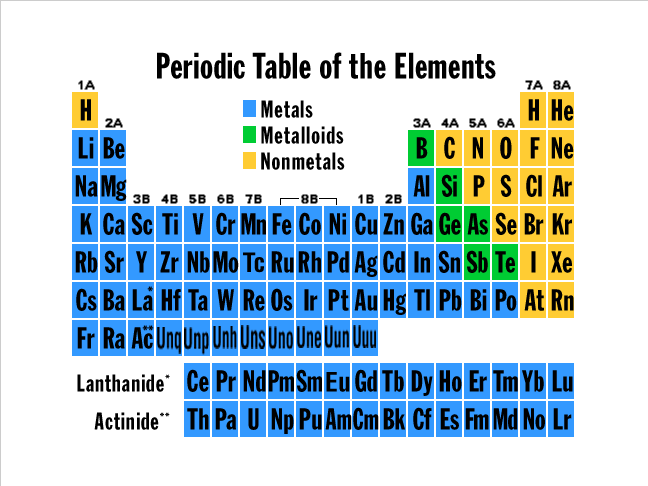 Periodic Table of the Elements
1A 7A 8A
H Metals H He
2A Metalloids 3A 4A 5A 6A
Li Be Nonmetals B C N O F Ne
Na Mg Al Si P S Cl Ar
3B 4B 5B 6B 7B 8B 1B 2B
K Ca Sc Ti V Cr Mn Fe Co Ni Cu Zn Ga Ge As Se Br Kr
Rb Sr Y Zr Nb Mo Tc Ru Rh Pd Ag Cd In Sn Sb Te I Xe
Cs Ba La* Hf Ta W Re Os Ir Pt Au Hg Tl Pb Bi Po At Rn
Fr Ra Ac** Unq Unp Unh Uns Uno Une Uun Uuu
Lanthanide* Ce Pr Nd Pm Sm Eu Gd Tb Dy Ho Er Tm Yb Lu
Actinide** Th Pa U Np Pu Am Cm Bk Cf Es Fm Md No Lr